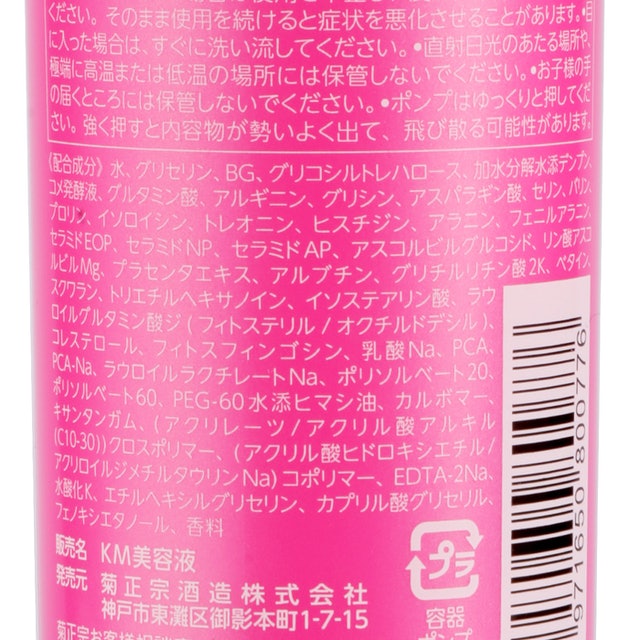 ください。そのまま使用を続けると症状を悪化させることがあります。•目
に入った場合は、すぐに洗い流してください。•直射日光のあたる場所や、
極端に高温または低温の場所には保管しないでください。•お子様の手
の届くところには保管しないでください。•ポンプはゆっくりと押してくだ
さい。強く押すと内容物が勢いよく出て、飛び散る可能性があります。
《配合成分》水、グリセリン、BG、グリコシルトレハロース、加水分解水添デンプン、
コメ発酵液、グルタミン酸、アルギニン、グリシン、アスパラギン酸、セリン、バリン、
プロリン、イソロイシン、トレオニン、ヒスチジン、アラニン、フェニルアラニン、
セラミドEOP、セラミドNP、セラミドAP、アスコルビルグルコシド、リン酸アスコ
ルビルMg、プラセンタエキス、アルブチン、グリチルリチン酸2K、ベタイン、
スクワラン、トリエチルヘキサノイン、イソステアリン酸、ラウ
ロイルグルタミン酸ジ(フィトステリル/オクチルドデシル)、
コレステロール、フィトスフィンゴシン、乳酸Na、PCA、
PCA-Na、ラウロイルラクチレートNa、ポリソルベート20、
ポリソルベート60、PEG-60水添ヒマシ油、カルボマー、
キサンタンガム、(アクリレーツ/アクリル酸アルキル
(C10-30))クロスポリマー、(アクリル酸ヒドロキシエチル/
アクリロイルジメチルタウリンNa)コポリマー、EDTA-2Na、
水酸化K、エチルヘキシルグリセリン、カプリル酸グリセリル、
フェノキシエタノール、香料
販売名 KM美容液
発売元 菊正宗酒造株式会社
神戸市東灘区御影本町1-7-15
菊正宗お客様相談
プラ
容器
ポンプ
971650800776